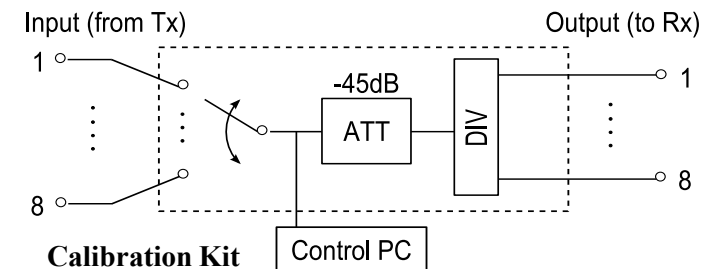 Input (from Tx)
Output (to Rx)
1
-45dB
1
ATT
DIV
8
8
Calibration Kit
Control PC